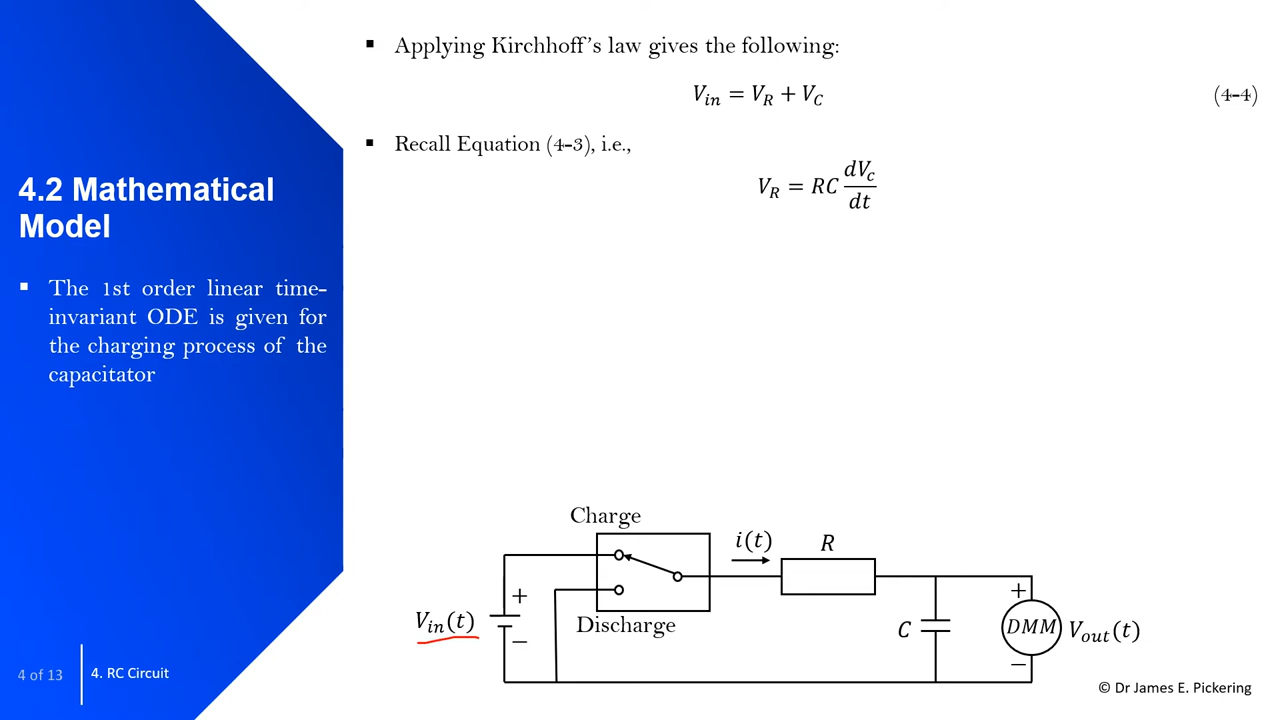 ▪ Applying Kirchhoff's law gives the following:
V_in = V_R + V_C (4-4)
▪ Recall Equation (4-3), i.e.,
V_R = RC dV_c/dt
4.2 Mathematical
Model
▪ The 1st order linear time-
invariant ODE is given for
the charging process of the
capacitator
Charge
i(t)
R
+
V_in(t)
−
Discharge
C
+
DMM
V_out(t)
−
4 of 13
4. RC Circuit
© Dr James E. Pickering